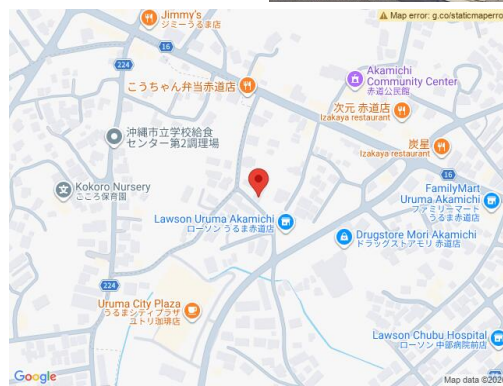 Jimmy's
ジミーうるま店
Map error: g.co/staticmaperro
16
224
こうちゃん弁当赤道店
Akamichi
Community Center
赤道公民館
次元 赤道店
Izakaya restaurant
沖縄市立学校給食
センター第2調理場
炭星
Izakaya restaurant
16
Kokoro Nursery
こころ保育園
FamilyMart
Uruma Akamichi
ファミリーマート
うるま赤道店
Lawson Uruma Akamichi
ローソン うるま赤道店
Drugstore Mori Akamichi
ドラッグストアモリ 赤道店
224
Uruma City Plaza
うるまシティプラザ
ユトリ珈琲店
Lawson Chubu Hospital
ローソン 中部病院前店
Google
Map data ©202